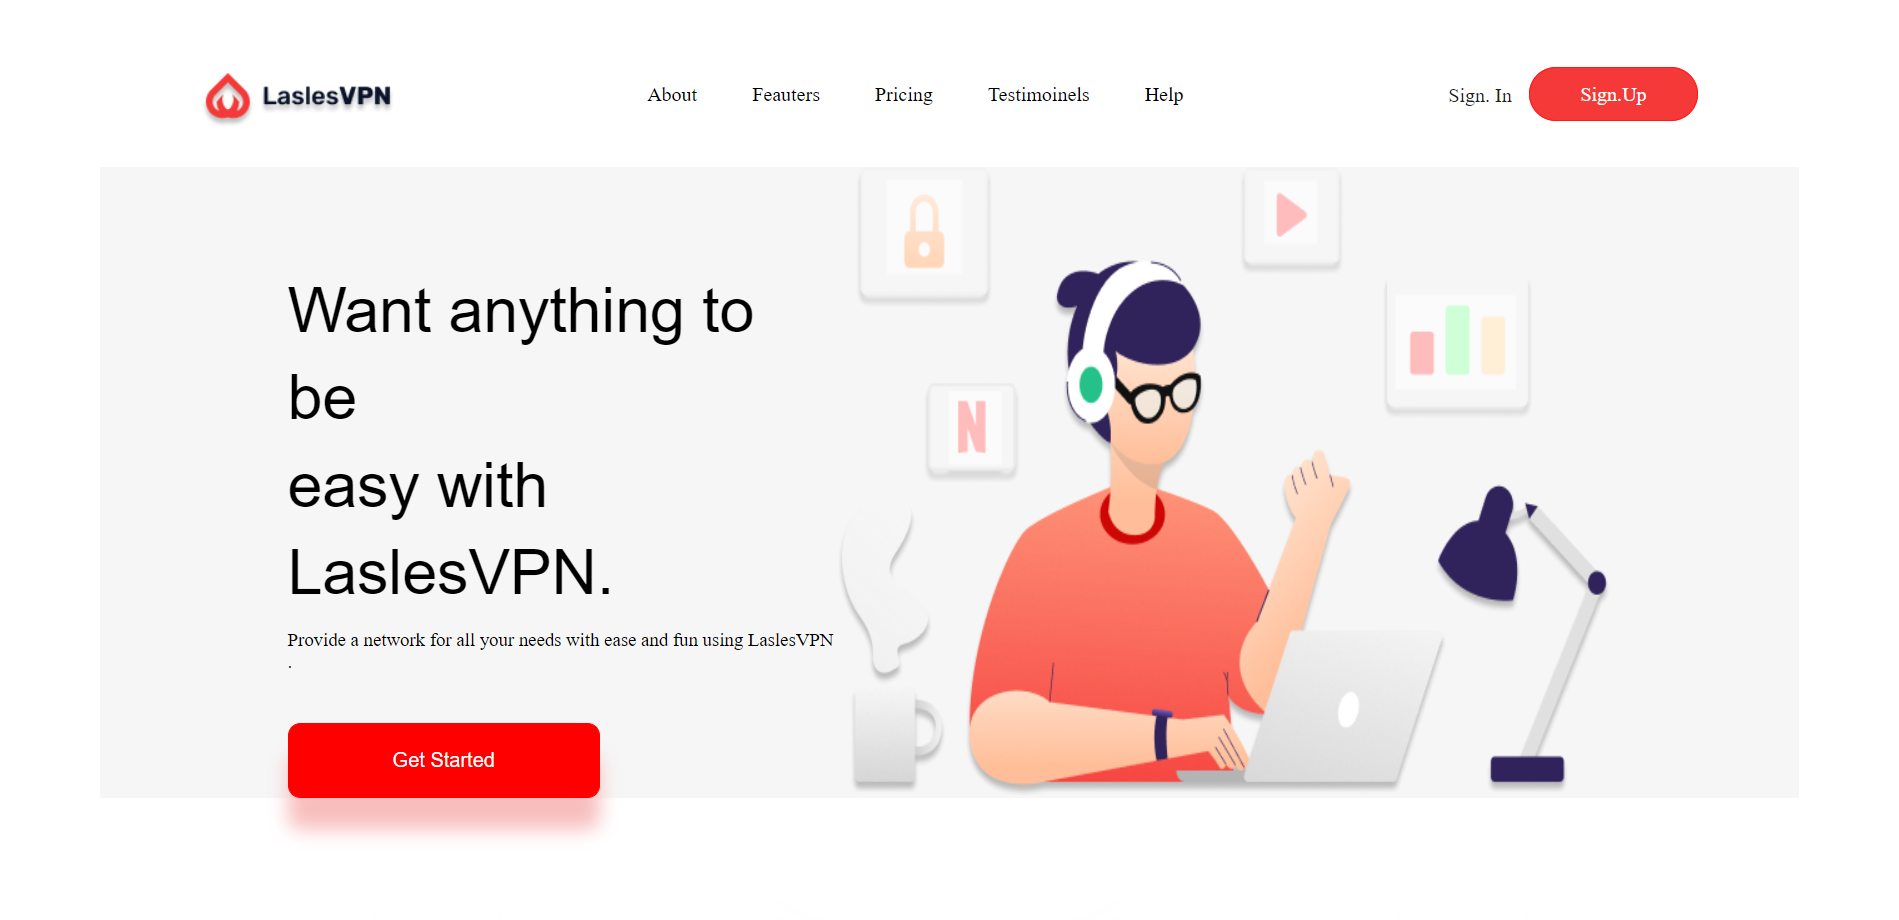 LaslesVPN
About Feauters Pricing Testimoinels Help
Sign. In Sign.Up
Want anything to
be
easy with
LaslesVPN.
Provide a network for all your needs with ease and fun using LaslesVPN
.
Get Started
N